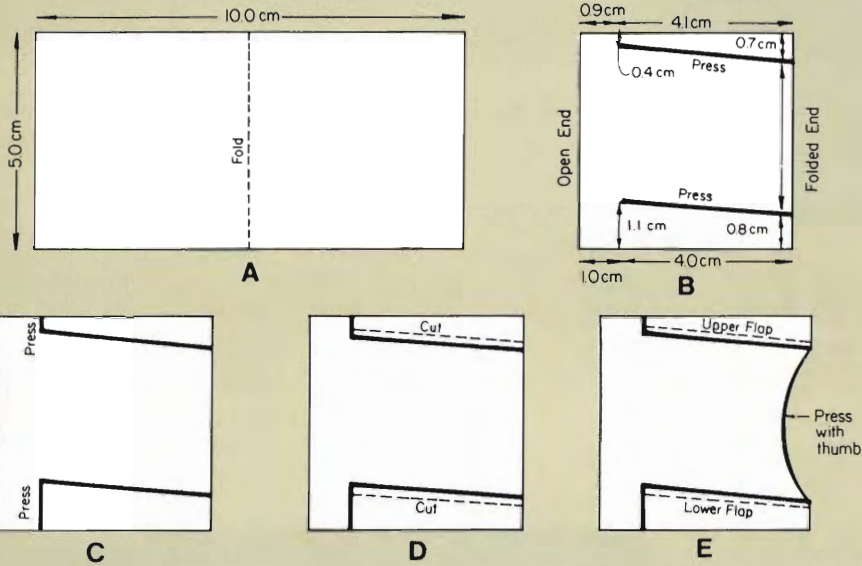 10.0 cm
5.0 cm
Fold
A
0.9cm
4.1cm
0.7cm
Press
0.4 cm
Open End
Folded End
Press
1.1 cm
0.8cm
1.0cm
4.0cm
B
Press
Press
C
Cut
Cut
D
Upper Flap
Press
with
thumb
Lower Flap
E